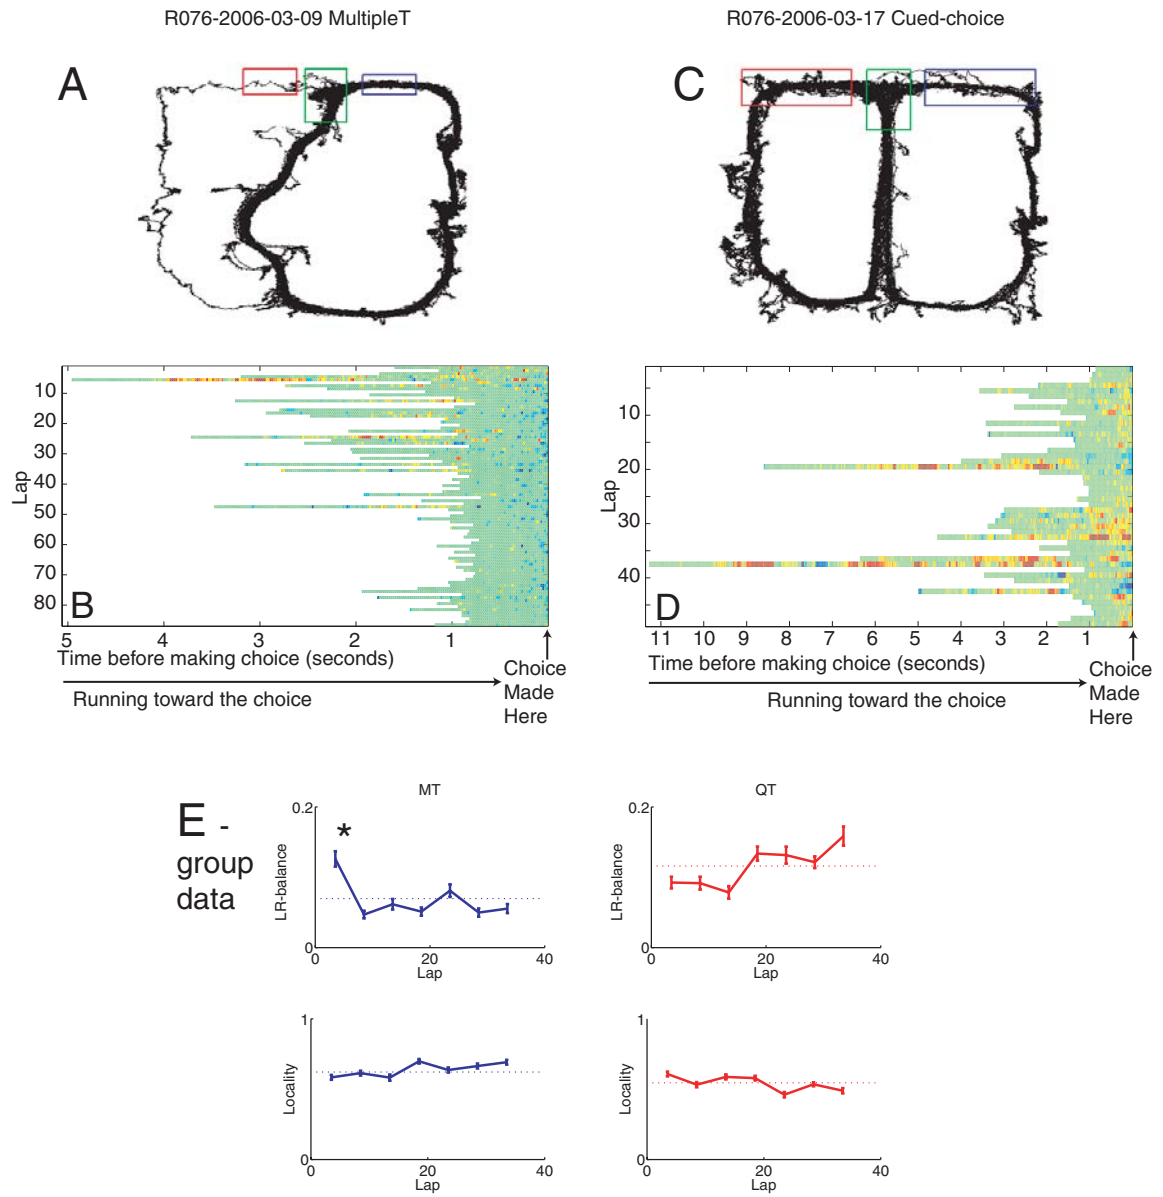 R076-2006-03-09 MultipleT
R076-2006-03-17 Cued-choice
A
C
10
20
30
40
50
60
70
80
Lap
B
5
4
3
2
1
Time before making choice (seconds)
Running toward the choice
Choice
Made
Here
10
20
30
40
Lap
D
11
10
9
8
7
6
5
4
3
2
1
Time before making choice (seconds)
Running toward the choice
Choice
Made
Here
E -
group
data
MT
0.2
*
LR-balance
0
0
20
40
Lap
QT
0.2
LR-balance
0
0
20
40
Lap
1
Locality
0
0
20
40
Lap
1
Locality
0
0
20
40
Lap